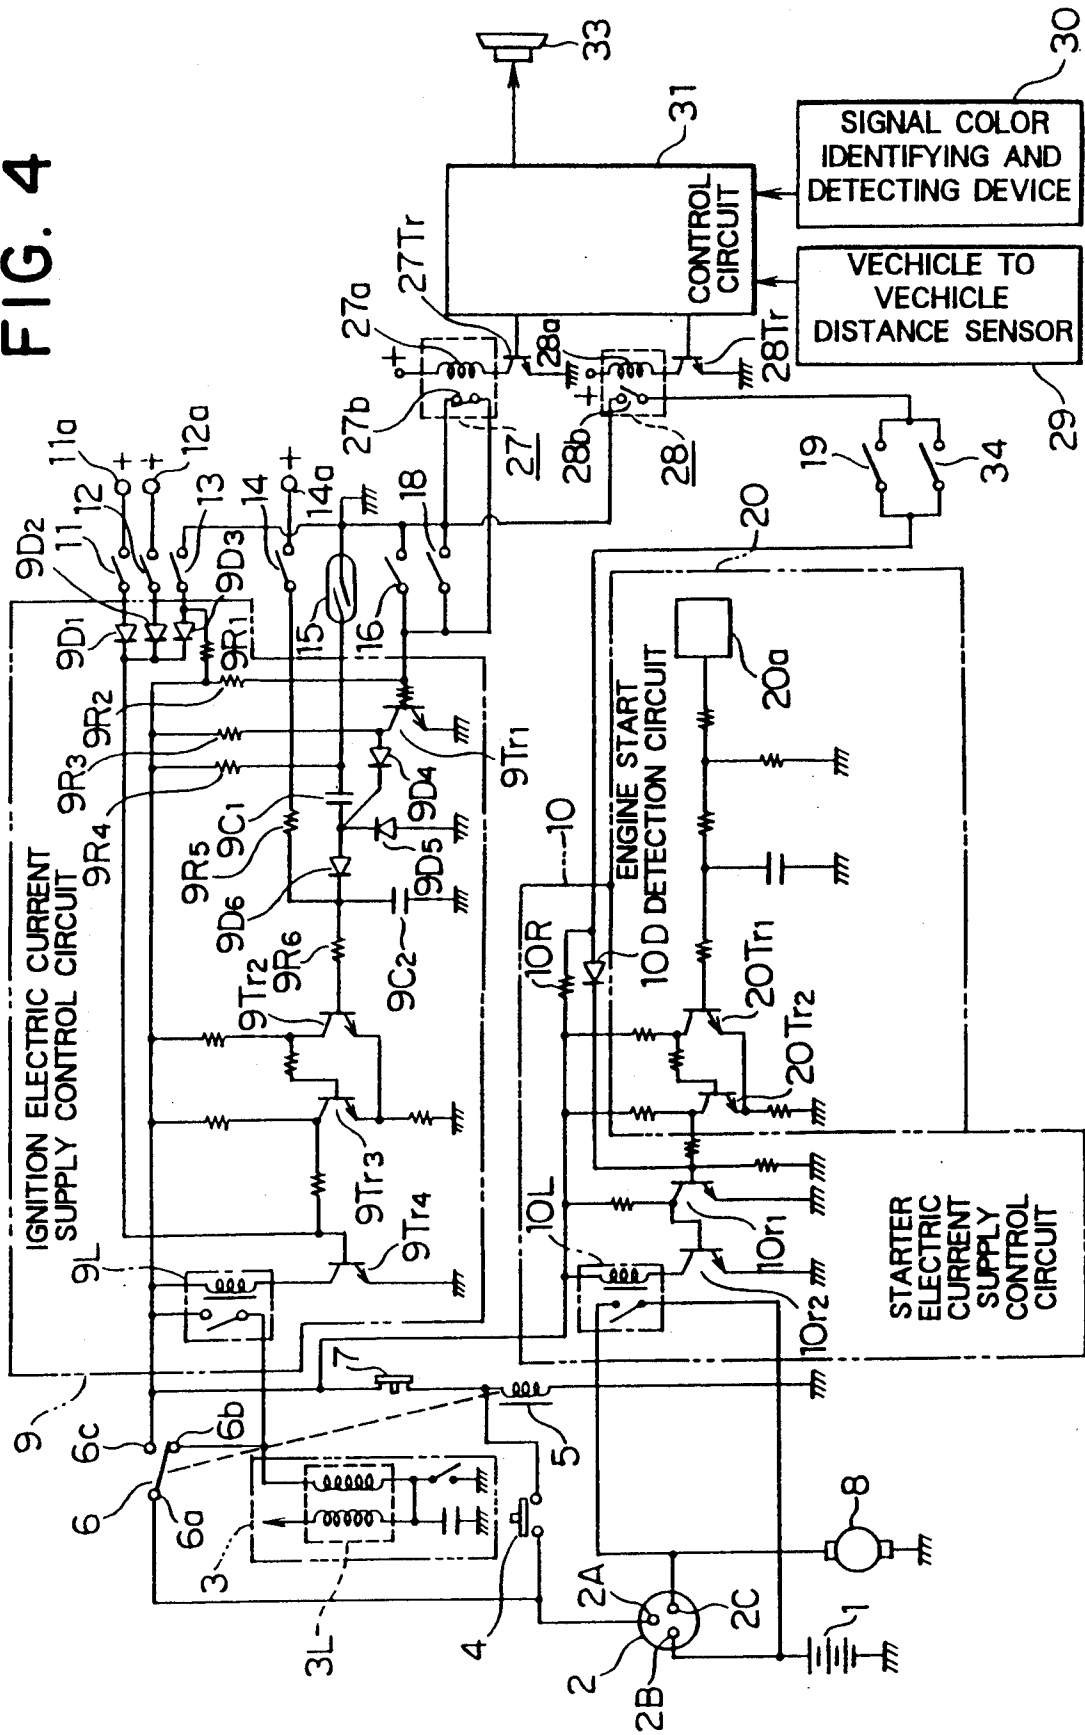 FIG. 4
33
31
30
SIGNAL COLOR
IDENTIFYING AND
DETECTING DEVICE
VECHICLE TO
VECHICLE
DISTANCE SENSOR
29
CONTROL
CIRCUIT
27Tr
27a
27b
27
28a
28Tr
28b
28
+
+
11a
+
12a
+
14a
+
9D2
11
12
13
14
15
16
18
19
34
9D1
9D3
9R1
9R2
9R3
9R4
9R5
9C1
9D4
9D5
9D6
9R6
9C2
9Tr1
9Tr2
9Tr3
9Tr4
9L
9
IGNITION ELECTRIC CURRENT
SUPPLY CONTROL CIRCUIT
20
20a
ENGINE START
DETECTION CIRCUIT
10
10R
10D
20Tr1
20Tr2
10L
10r1
10r2
STARTER
ELECTRIC
CURRENT
SUPPLY
CONTROL
CIRCUIT
6
6a
6b
6c
7
5
3
3L
4
2
2A
2B
2C
1
8